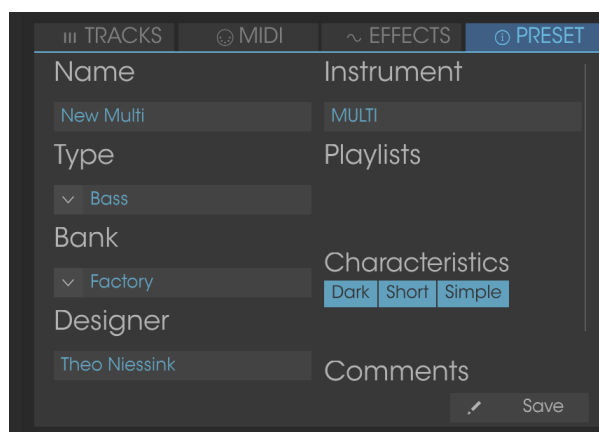 TRACKS MIDI EFFECTS PRESET
Name
New Multi
Type
Bass
Bank
Factory
Designer
Theo Niessink
Instrument
MULTI
Playlists
Characteristics
Dark Short Simple
Comments
Save